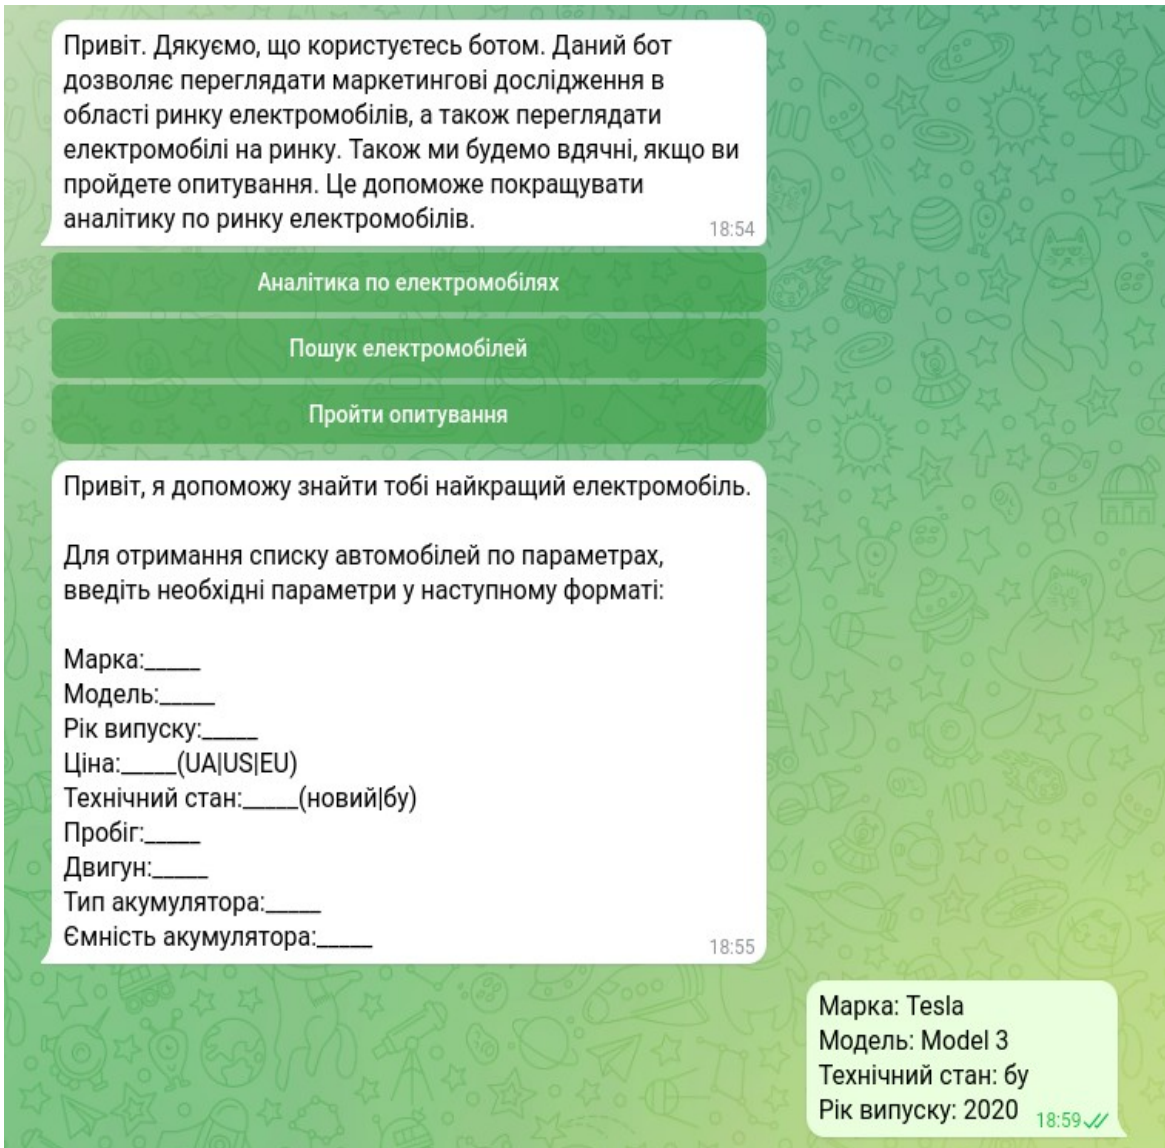 Привіт. Дякуємо, що користуєтесь ботом. Даний бот
дозволяє переглядати маркетингові дослідження в
області ринку електромобілів, а також переглядати
електромобілі на ринку. Також ми будемо вдячні, якщо ви
пройдете опитування. Це допоможе покращувати
аналітику по ринку електромобілів.
18:54
Аналітика по електромобілях
Пошук електромобілей
Пройти опитування
Привіт, я допоможу знайти тобі найкращий електромобіль.
Для отримання списку автомобілей по параметрах,
введіть необхідні параметри у наступному форматі:
Марка:_____
Модель:_____
Рік випуску:_____
Ціна:_____(UA|US|EU)
Технічний стан:_____(новий|бу)
Пробіг:_____
Двигун:_____
Тип акумулятора:_____
Ємність акумулятора:_____
18:55
Марка: Tesla
Модель: Model 3
Технічний стан: бу
Рік випуску: 2020
18:59